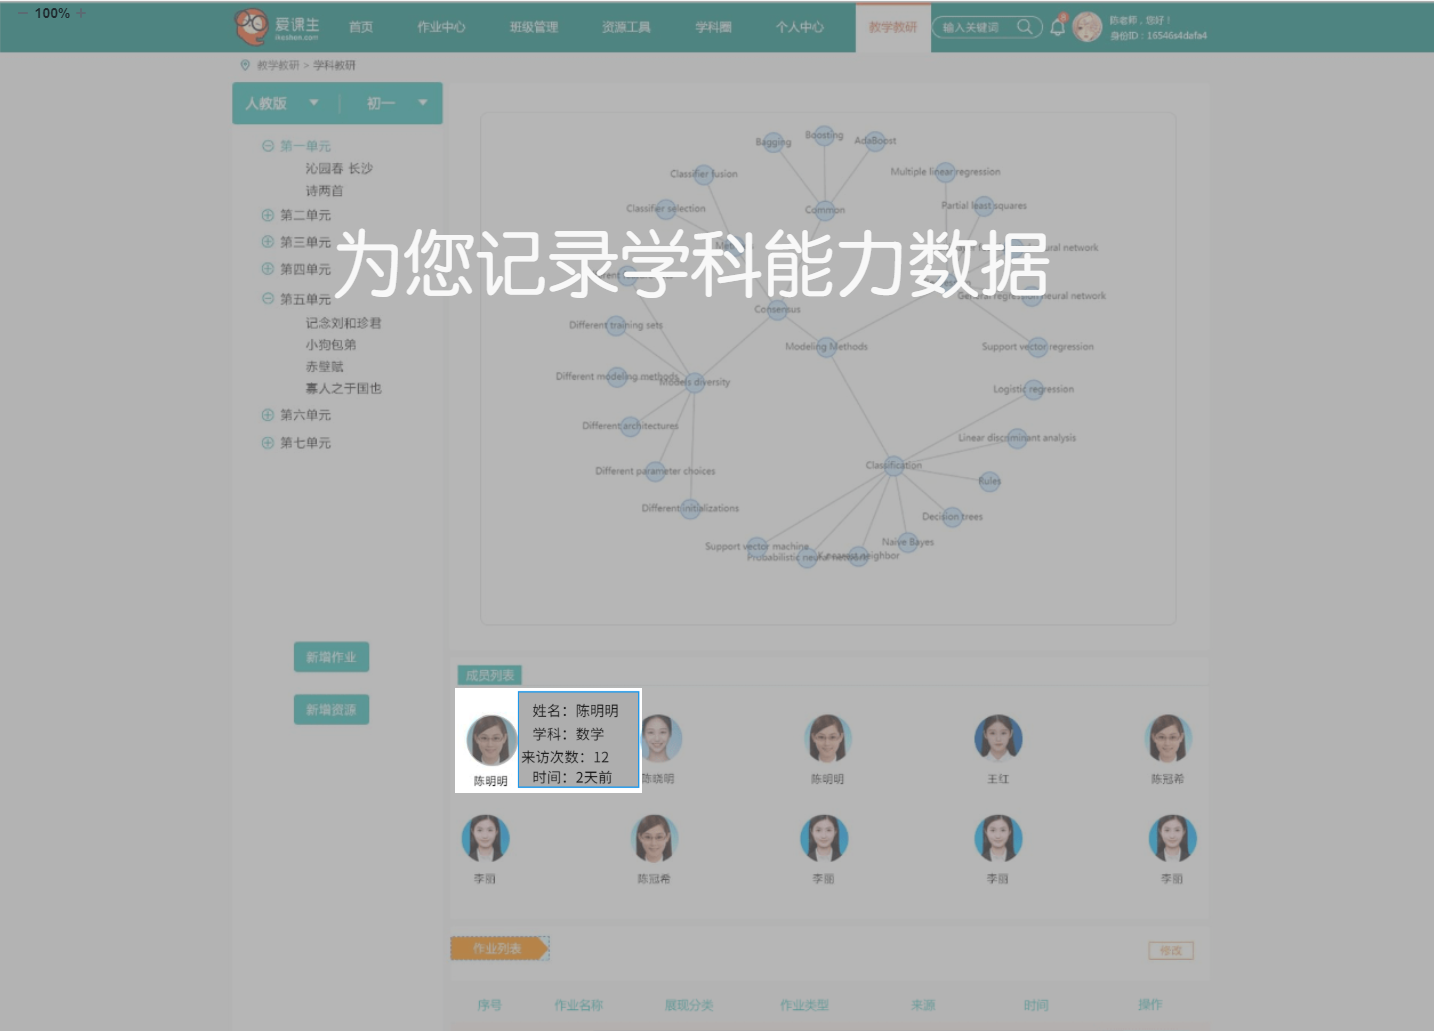 100%
爱课生
ikeshen.com
首页
作业中心
班级管理
资源工具
学科圈
个人中心
教学教研
输入关键词
陈老师，您好！
身份ID：16546s4dafa4
教学教研 > 学科教研
人教版
初一
第一单元
沁园春 长沙
诗两首
第二单元
第三单元
第四单元
第五单元
记念刘和珍君
小狗包弟
赤壁赋
寡人之于国也
第六单元
第七单元
新增作业
新增资源
为您记录学科能力数据
Bagging
Boosting
AdaBoost
Classifier fusion
Multiple linear regression
Classifier selection
Common
Partial least squares
neural network
General regression neural network
Consensus
Different training sets
Modeling Methods
Support vector regression
Different modeling methods
Models diversity
Logistic regression
Different architectures
Linear discriminant analysis
Different parameter choices
Classification
Rules
Different initializations
Decision trees
Naive Bayes
Support vector machine
Probabilistic neural network
K-nearest neighbor
成员列表
姓名：陈明明
学科：数学
来访次数：12
时间：2天前
陈明明
陈晓明
陈明明
王红
陈冠希
李丽
陈冠希
李丽
李丽
李丽
作业列表
修改
序号
作业名称
展现分类
作业类型
来源
时间
操作